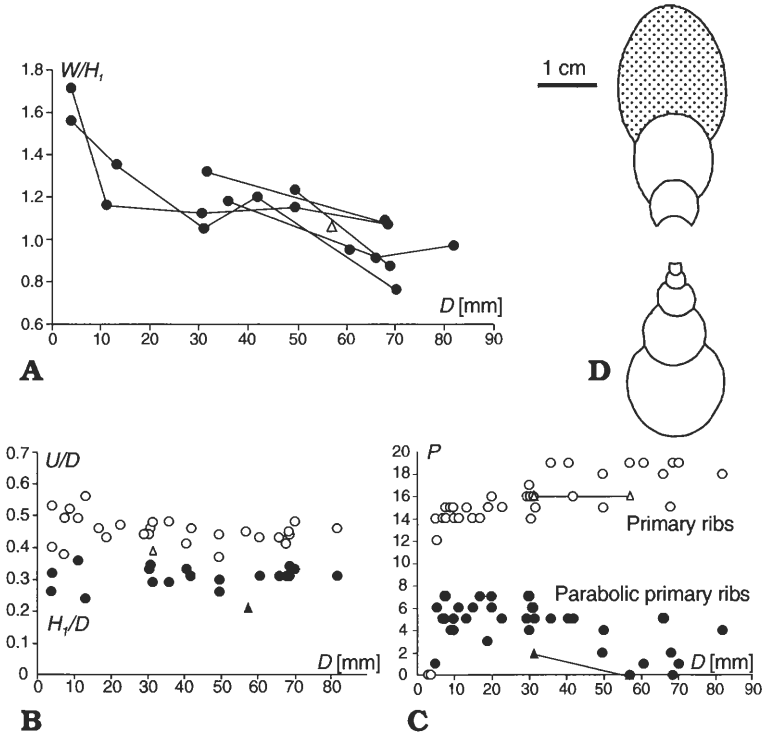 W/H₁
1.8
1.6
1.4
1.2
1.0
0.8
0.6
0 10 20 30 40 50 60 70 80 90
D [mm]
A
1 cm
D
U/D
0.7
0.6
0.5
0.4
0.3
0.2
0.1
0
H₁/D
0 10 20 30 40 50 60 70 80
D [mm]
B
P
20
18
16
14
12
10
8
6
4
2
0
Primary ribs
Parabolic primary ribs
0 10 20 30 40 50 60 70 80 90
D [mm]
C